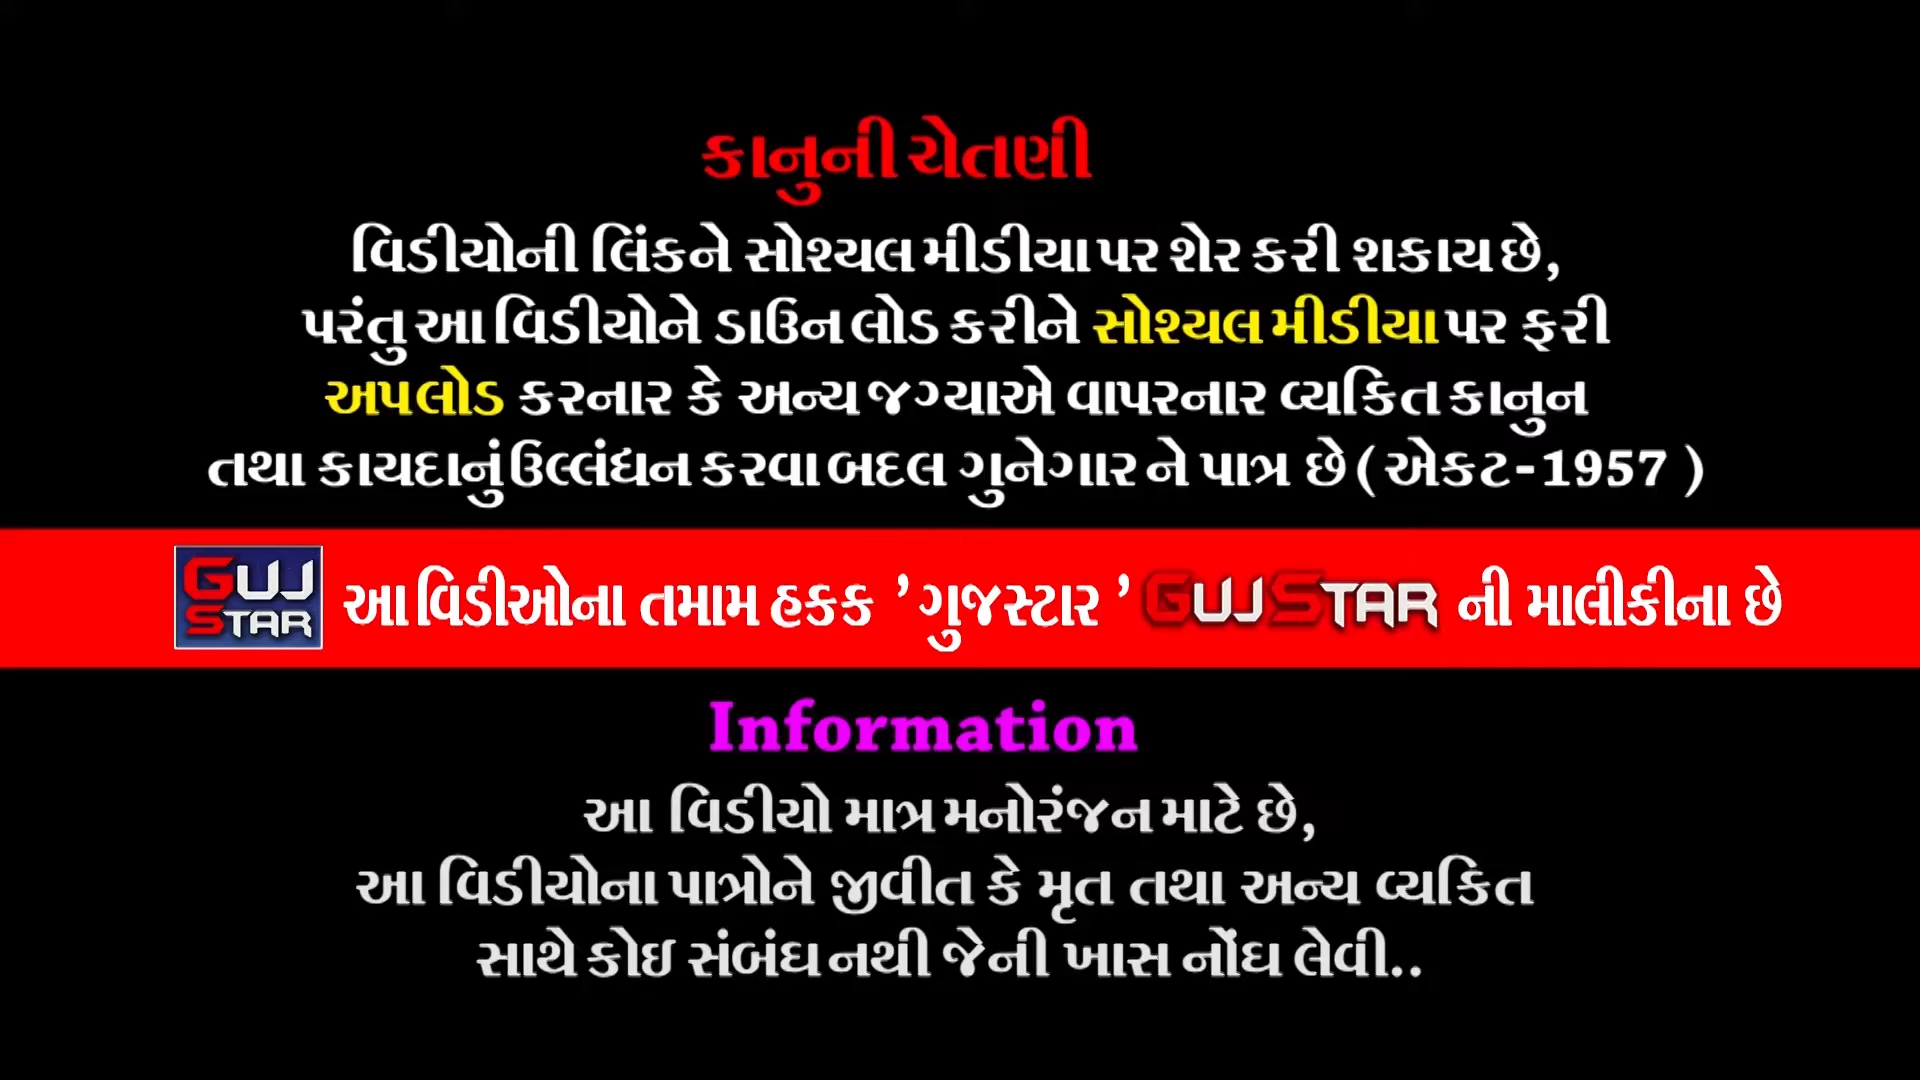 કાનુની ચેતણી
વિડીયોની લિંકને સોશ્યલ મીડીયા પર શેર કરી શકાય છે,
પરંતુ આ વિડીયોને ડાઉન લોડ કરીને સોશ્યલ મીડીયા પર ફરી
અપલોડ કરનાર કે અન્ય જગ્યાએ વાપરનાર વ્યકિત કાનુન
તથા કાયદાનું ઉલ્લંઘન કરવા બદલ ગુનેગાર ને પાત્ર છે ( એકટ-1957 )
GUJ STAR આ વિડીઓના તમામ હકક ' ગુજસ્ટાર ' GUJ STAR ની માલીકીના છે
Information
આ વિડીયો માત્ર મનોરંજન માટે છે,
આ વિડીયોના પાત્રોને જીવીત કે મૃત તથા અન્ય વ્યકિત
સાથે કોઇ સંબંઘ નથી જેની ખાસ નોંઘ લેવી..